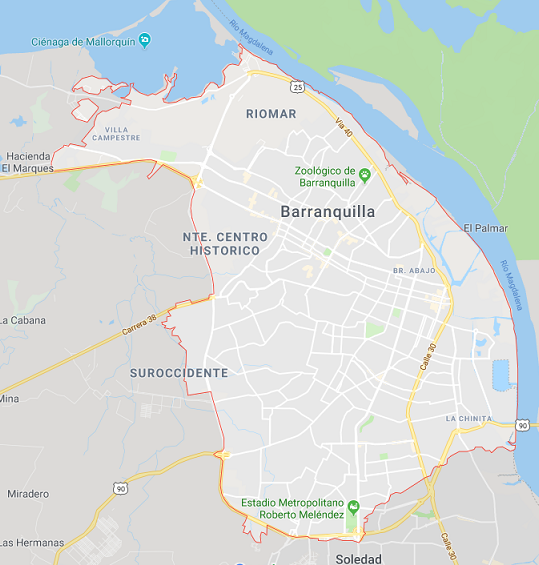 Ciénaga de Mallorquín
Río Magdalena
25
RIOMAR
Vía 40
VILLA
CAMPESTRE
Hacienda
El Marques
Zoológico de
Barranquilla
Barranquilla
El Palmar
NTE. CENTRO
HISTORICO
BR. ABAJO
Río Magdalena
La Cabana
Carrera 38
Calle 30
SUROCCIDENTE
Mina
LA CHINITA
90
90
Miradero
Estadio Metropolitano
Roberto Meléndez
Las Hermanas
Calle 30
Soledad